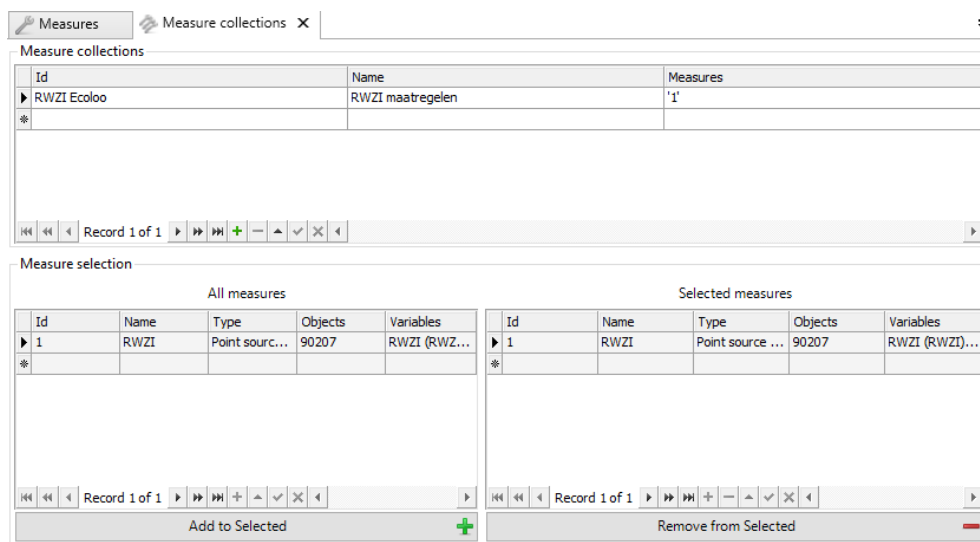 Measures Measure collections
Measure collections
Id Name Measures
RWZI Ecoloo RWZI maatregelen '1'
Record 1 of 1
Measure selection
All measures Selected measures
Id Name Type Objects Variables Id Name Type Objects Variables
1 RWZI Point sourc... 90207 RWZI (RWZ... 1 RWZI Point source ... 90207 RWZI (RWZI)...
Record 1 of 1 Record 1 of 1
Add to Selected Remove from Selected